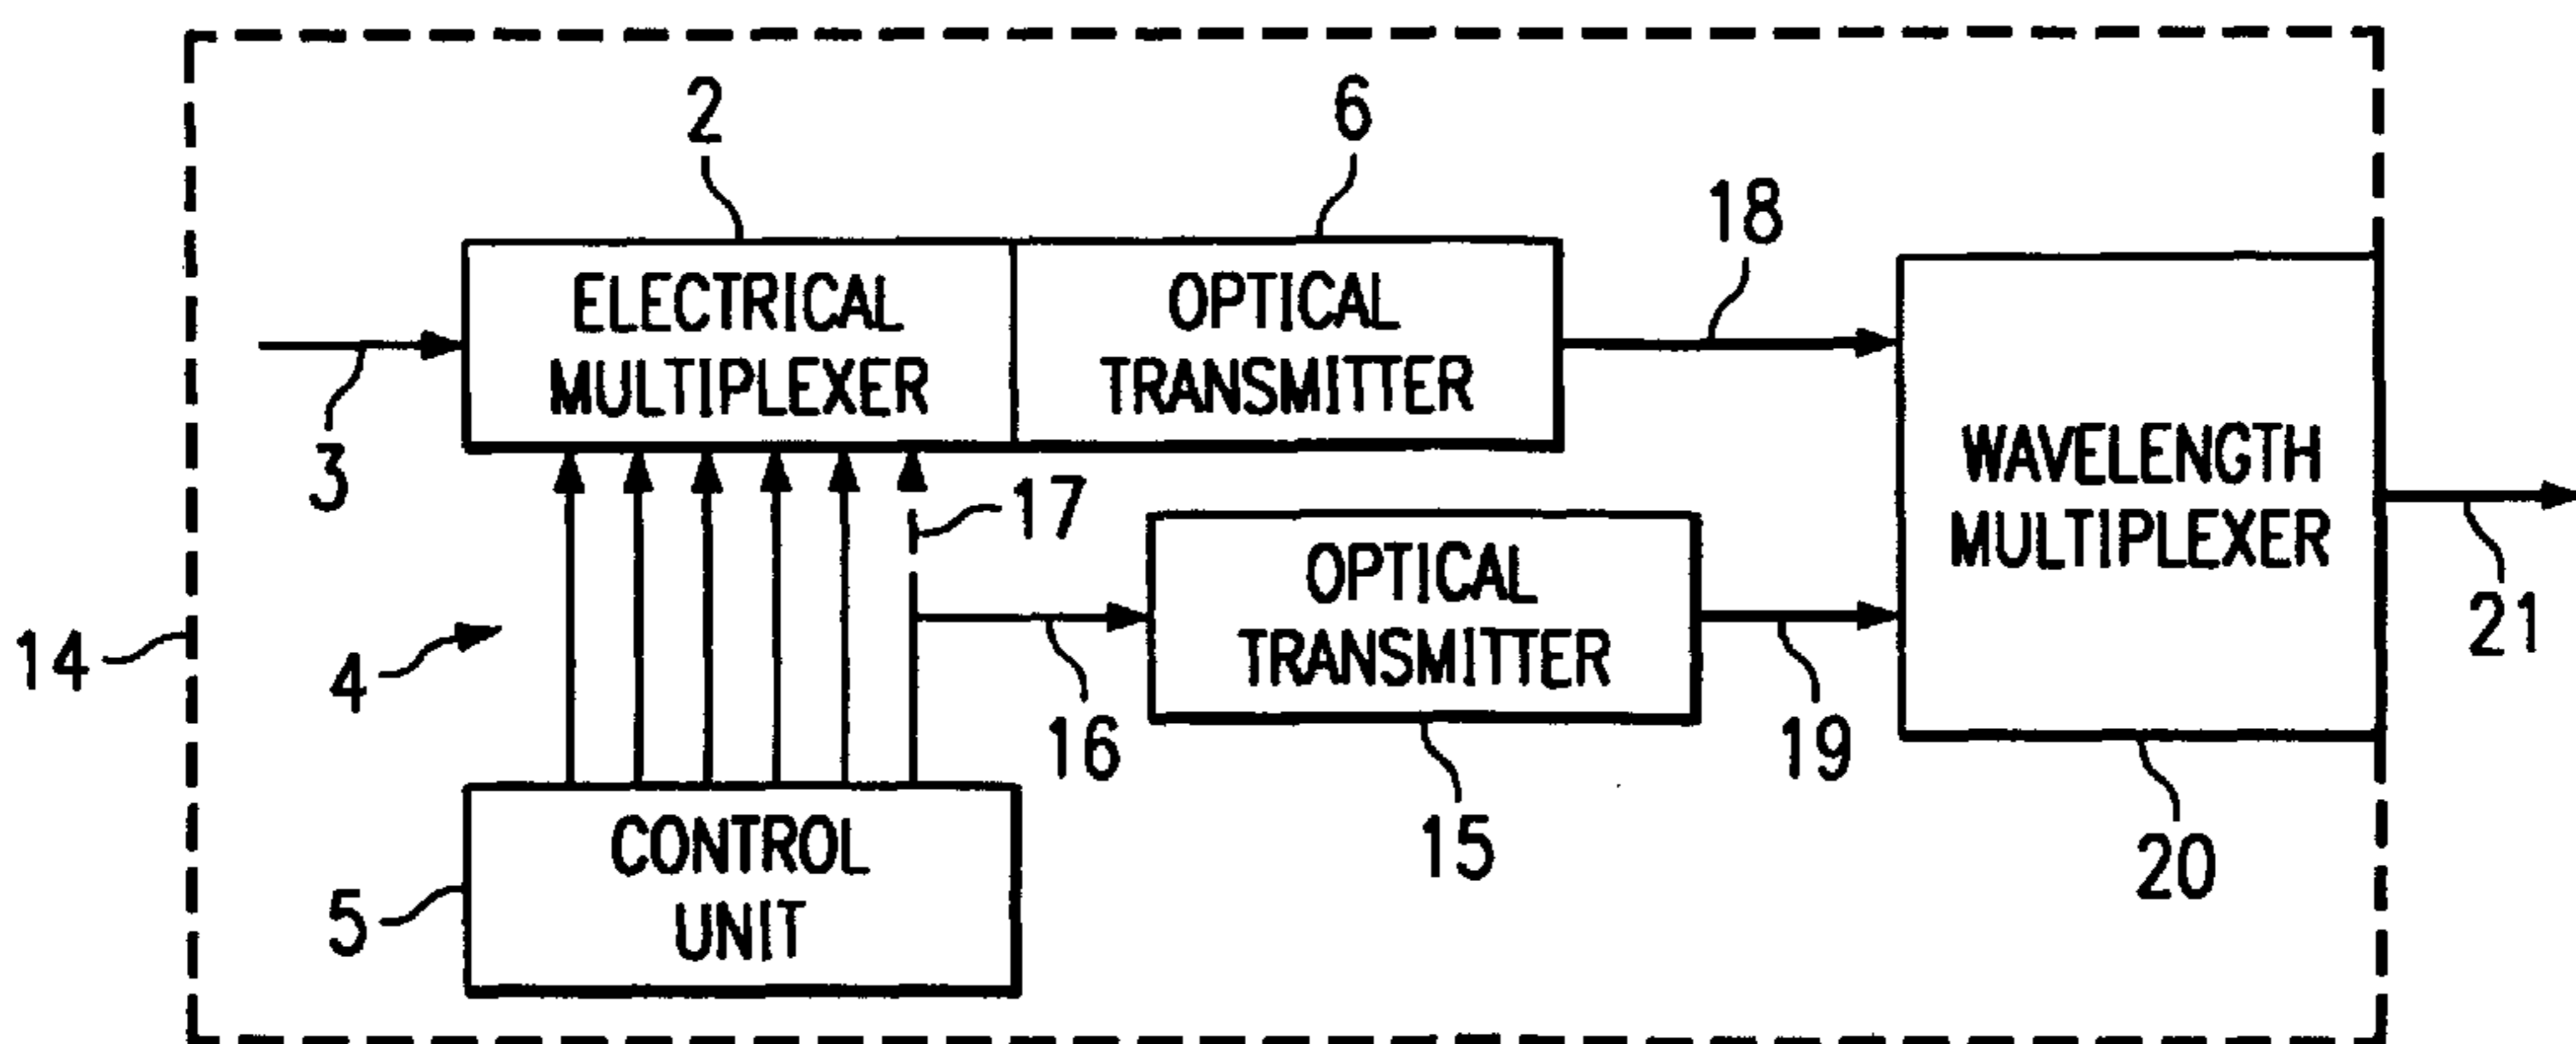 2
6
18
ELECTRICAL
MULTIPLEXER
OPTICAL
TRANSMITTER
3
WAVELENGTH
MULTIPLEXER
17
OPTICAL
TRANSMITTER
4
14
16
19
21
CONTROL
UNIT
5
15
20